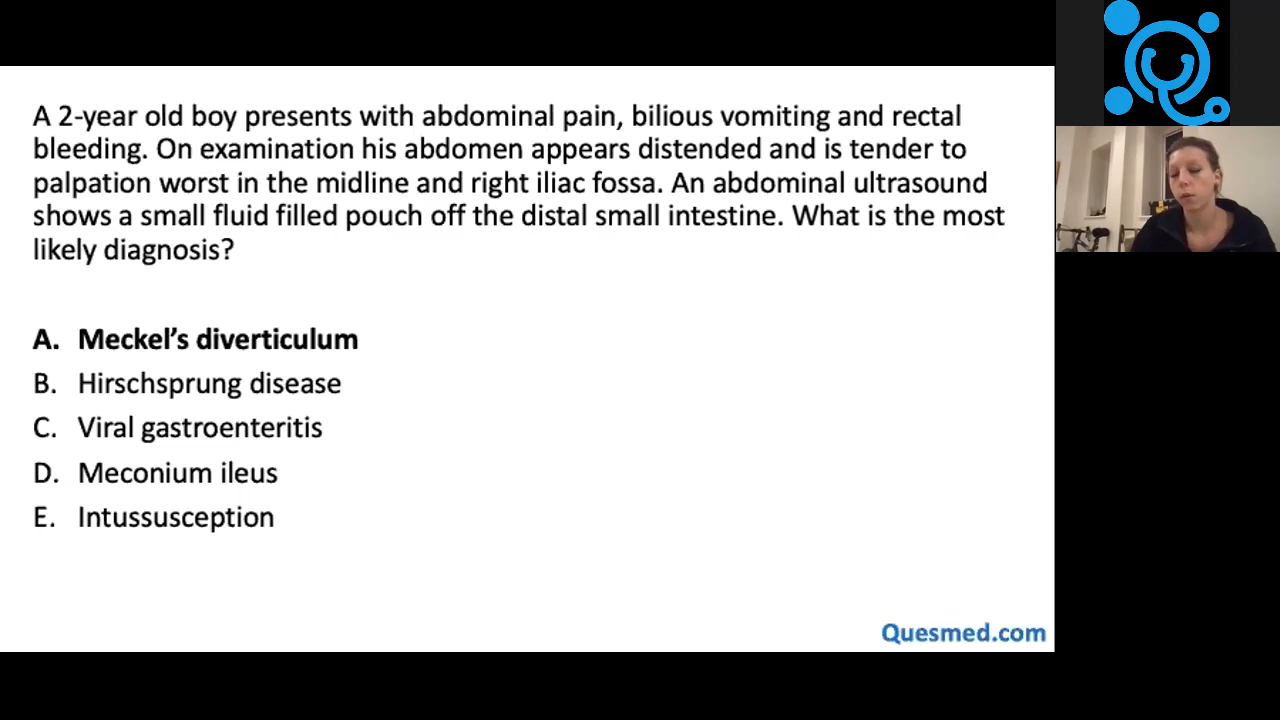 A 2-year old boy presents with abdominal pain, bilious vomiting and rectal
bleeding. On examination his abdomen appears distended and is tender to
palpation worst in the midline and right iliac fossa. An abdominal ultrasound
shows a small fluid filled pouch off the distal small intestine. What is the most
likely diagnosis?
A. Meckel’s diverticulum
B. Hirschsprung disease
C. Viral gastroenteritis
D. Meconium ileus
E. Intussusception
Quesmed.com